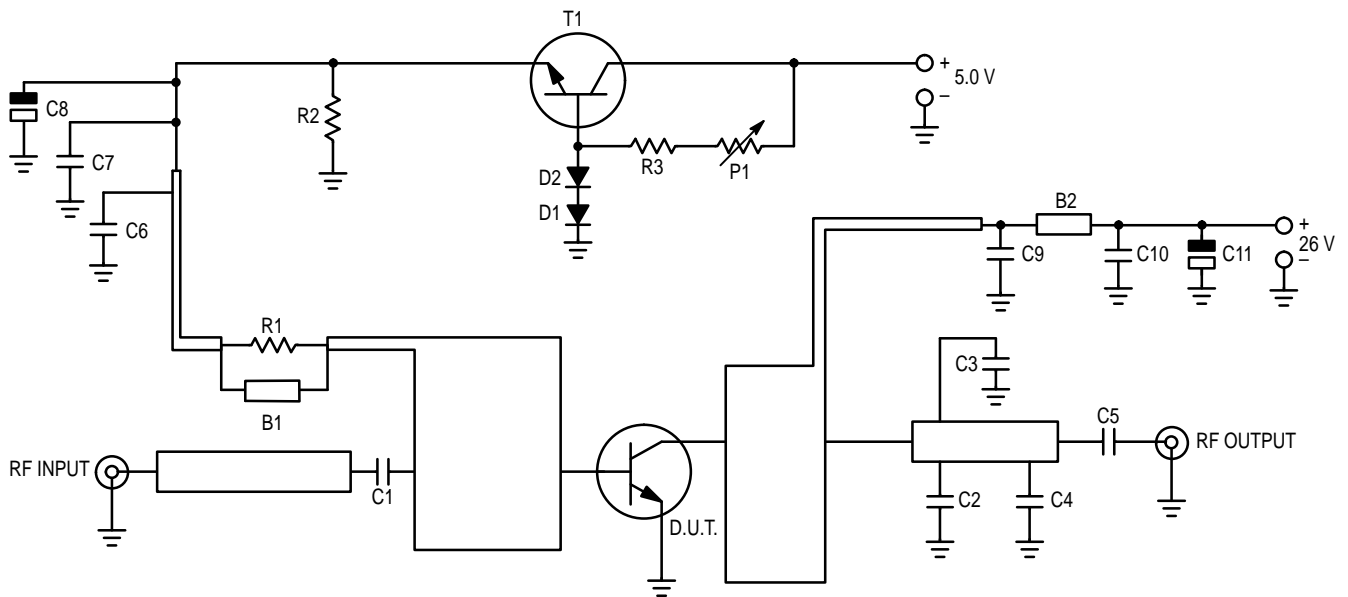 T1
+
5.0 V
–
C8
R2
C7
R3
P1
D2
D1
C6
B2
+
26 V
–
C9
C10
C11
R1
B1
C3
C5
RF INPUT
C1
RF OUTPUT
C2
C4
D.U.T.